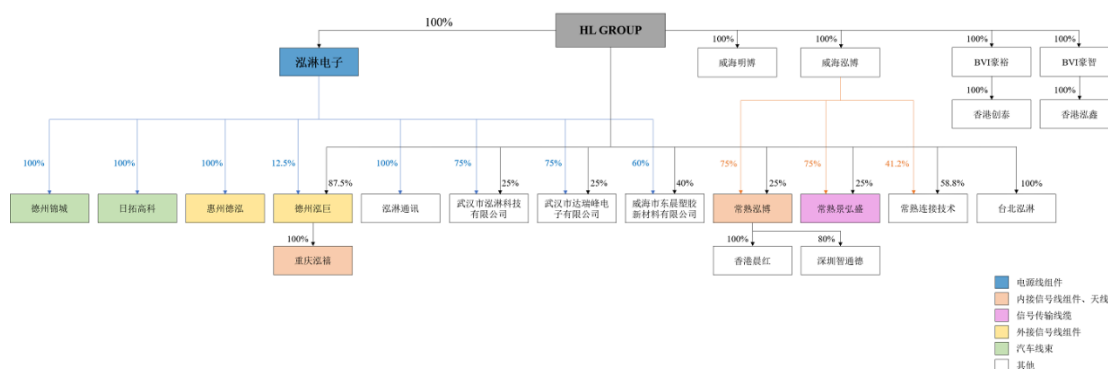 HL GROUP
100%
泓淋电子
100%
威海明博
100%
威海泓博
100%
BVI豪裕
100%
BVI豪智
100%
香港创泰
100%
香港泓鑫
100%
德州锦城
100%
日拓高科
100%
惠州德泓
12.5%
87.5%
德州泓巨
100%
泓淋通讯
75%
25%
武汉市泓淋科技
有限公司
75%
25%
武汉市达瑞峰电
子有限公司
60%
40%
威海市东晨塑胶
新材料有限公司
75%
25%
常熟泓博
75%
25%
常熟景弘盛
41.2%
58.8%
常熟连接技术
100%
台北泓淋
100%
重庆泓禧
100%
香港晨红
80%
深圳智通德
电源线组件
内接信号线组件、天线
信号传输线缆
外接信号线组件
汽车线束
其他